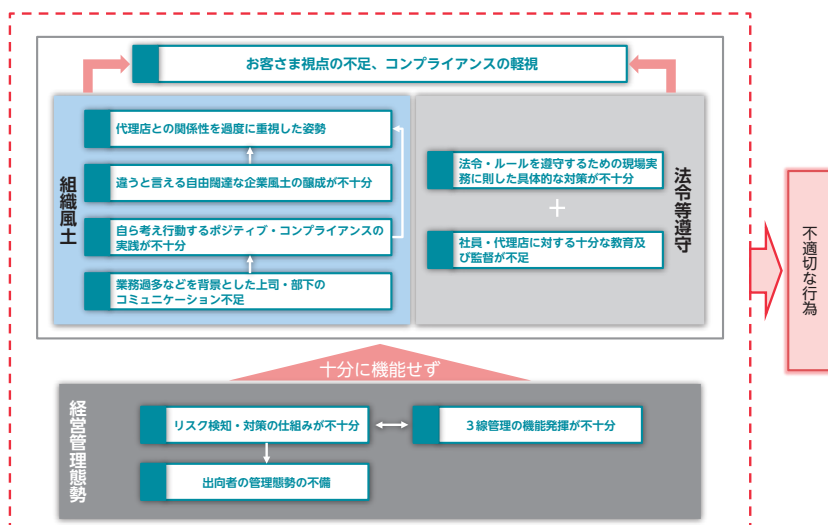 お客さま視点の不足、コンプライアンスの軽視
組織風土
代理店との関係性を過度に重視した姿勢
違うと言える自由闊達な企業風土の醸成が不十分
自ら考え行動するポジティブ・コンプライアンスの
実践が不十分
業務過多などを背景とした上司・部下の
コミュニケーション不足
法令等遵守
法令・ルールを遵守するための現場実
務に則した具体的な対策が不十分
＋
社員・代理店に対する十分な教育及
び監督が不足
不適切な行為
十分に機能せず
経営管理態勢
リスク検知・対策の仕組みが不十分
３線管理の機能発揮が不十分
出向者の管理態勢の不備